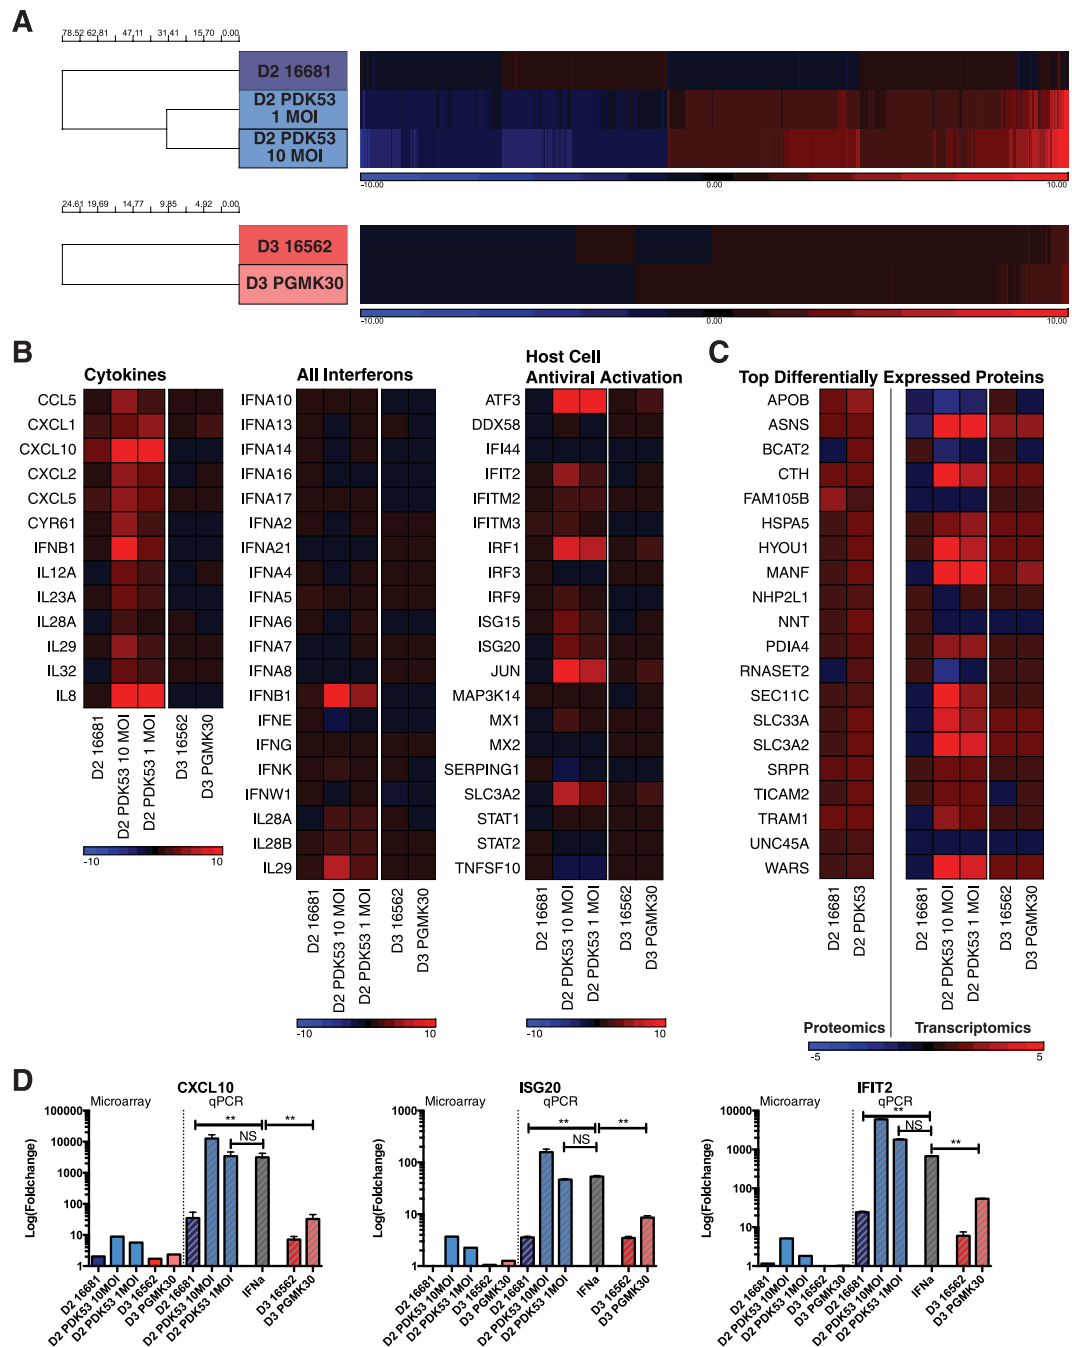 A
78.52 62,81 47,11 31,41 15,70 0.00
D2 16681
D2 PDK53
1 MOI
D2 PDK53
10 MOI
-10.00 0.00 10.00
24.61 19,69 14,77 9,85 4,92 0.00
D3 16562
D3 PGMK30
-10.00 0.00 10.00
B
Cytokines
CCL5
CXCL1
CXCL10
CXCL2
CXCL5
CYR61
IFNB1
IL12A
IL23A
IL28A
IL29
IL32
IL8
D2 16681
D2 PDK53 10 MOI
D2 PDK53 1 MOI
D3 16562
D3 PGMK30
-10 10
All Interferons
IFNA10
IFNA13
IFNA14
IFNA16
IFNA17
IFNA2
IFNA21
IFNA4
IFNA5
IFNA6
IFNA7
IFNA8
IFNB1
IFNE
IFNG
IFNK
IFNW1
IL28A
IL28B
IL29
D2 16681
D2 PDK53 10 MOI
D2 PDK53 1 MOI
D3 16562
D3 PGMK30
-10 10
Host Cell
Antiviral Activation
ATF3
DDX58
IFI44
IFIT2
IFITM2
IFITM3
IRF1
IRF3
IRF9
ISG15
ISG20
JUN
MAP3K14
MX1
MX2
SERPING1
SLC3A2
STAT1
STAT2
TNFSF10
D2 16681
D2 PDK53 10 MOI
D2 PDK53 1 MOI
D3 16562
D3 PGMK30
-10 10
C
Top Differentially Expressed Proteins
APOB
ASNS
BCAT2
CTH
FAM105B
HSPA5
HYOU1
MANF
NHP2L1
NNT
PDIA4
RNASET2
SEC11C
SLC33A
SLC3A2
SRPR
TICAM2
TRAM1
UNC45A
WARS
D2 16681
D2 PDK53
D2 16681
D2 PDK53 10 MOI
D2 PDK53 1 MOI
D3 16562
D3 PGMK30
Proteomics Transcriptomics
-5 5
D
CXCL10
Microarray qPCR
Log(Foldchange)
100000
10000
1000
100
10
1
** **
NS
D2 16681
D2 PDK53 10MOI
D2 PDK53 1MOI
D3 16562
D3 PGMK30
D2 16681
D2 PDK53 10MOI
D2 PDK53 1MOI
IFNa
D3 16562
D3 PGMK30
ISG20
Microarray qPCR
Log(Foldchange)
1000
100
10
1
** **
NS
D2 16681
D2 PDK53 10MOI
D2 PDK53 1MOI
D3 16562
D3 PGMK30
D2 16681
D2 PDK53 10MOI
D2 PDK53 1MOI
IFNa
D3 16562
D3 PGMK30
IFIT2
Microarray qPCR
Log(Foldchange)
10000
1000
100
10
1
**
NS
**
D2 16681
D2 PDK53 10MOI
D2 PDK53 1MOI
D3 16562
D3 PGMK30
D2 16681
D2 PDK53 10MOI
D2 PDK53 1MOI
IFNa
D3 16562
D3 PGMK30